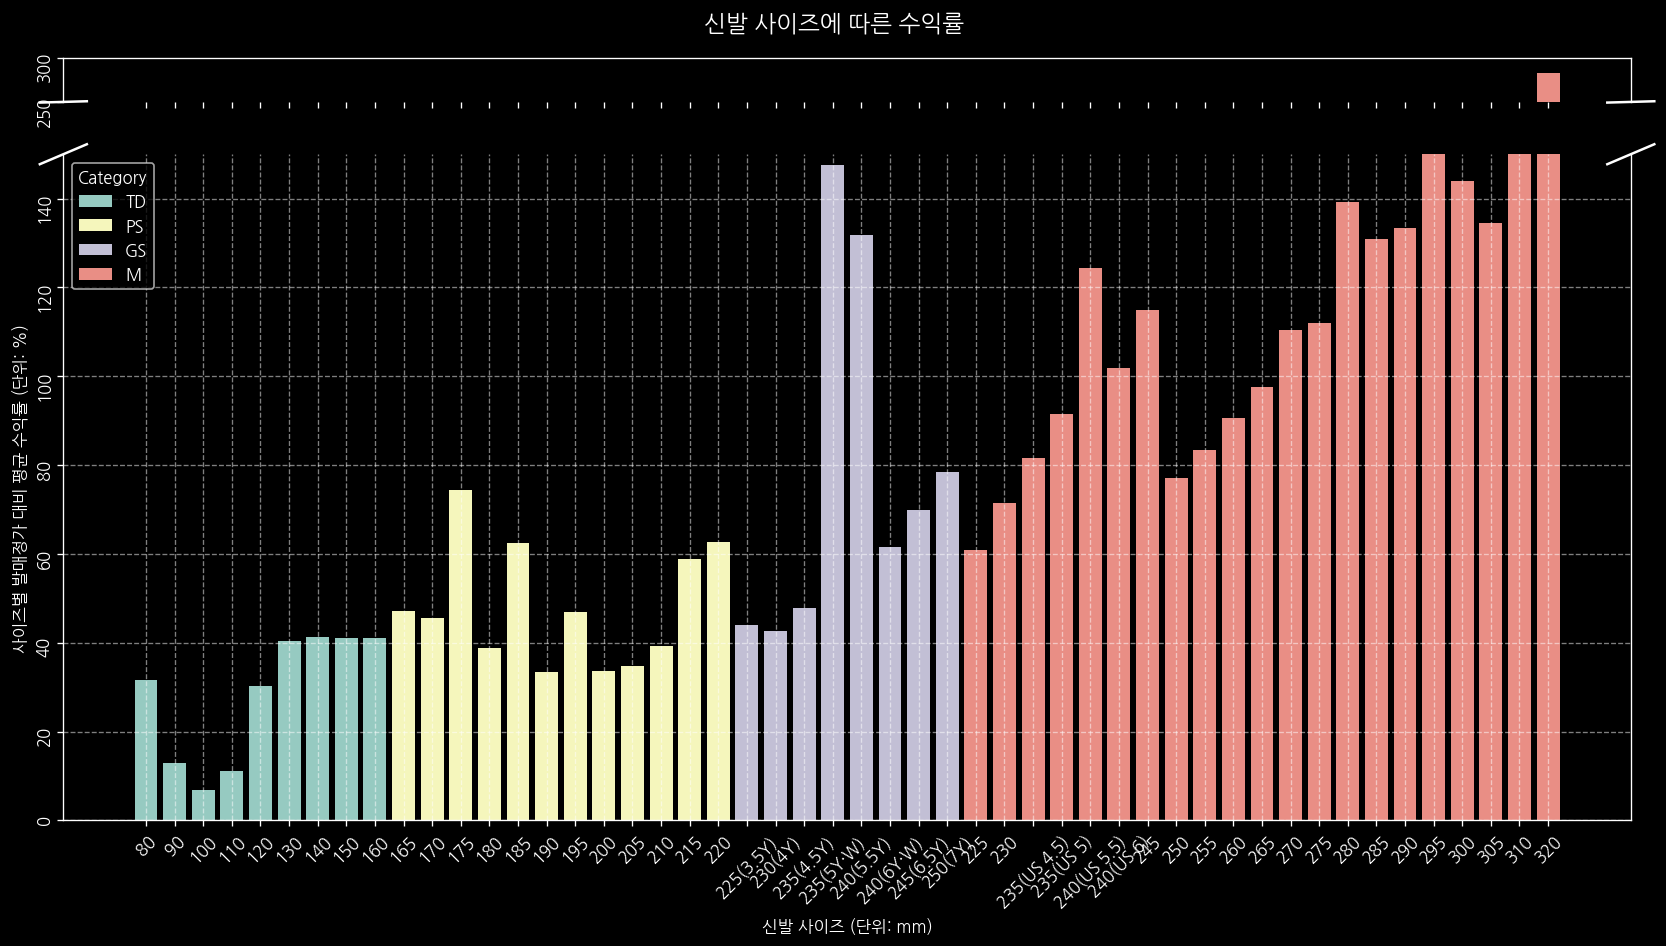 신발 사이즈에 따른 수익률
300
250
Category
TD
PS
GS
M
140
120
100
80
60
40
20
0
사이즈별 발매정가 대비 평균 수익률 (단위: %)
80 90 100 110 120 130 140 150 160 165 170 175 180 185 190 195 200 205 210 215 220 225(3.5Y) 230(4Y) 235(4.5Y) 235(5Y·W) 240(5.5Y) 240(6Y·W) 245(6.5Y) 250(7Y) 225 230 235(US 4.5) 235(US 5) 240(US 5.5) 240(US 6) 245 250 255 260 265 270 275 280 285 290 295 300 305 310 320
신발 사이즈 (단위: mm)